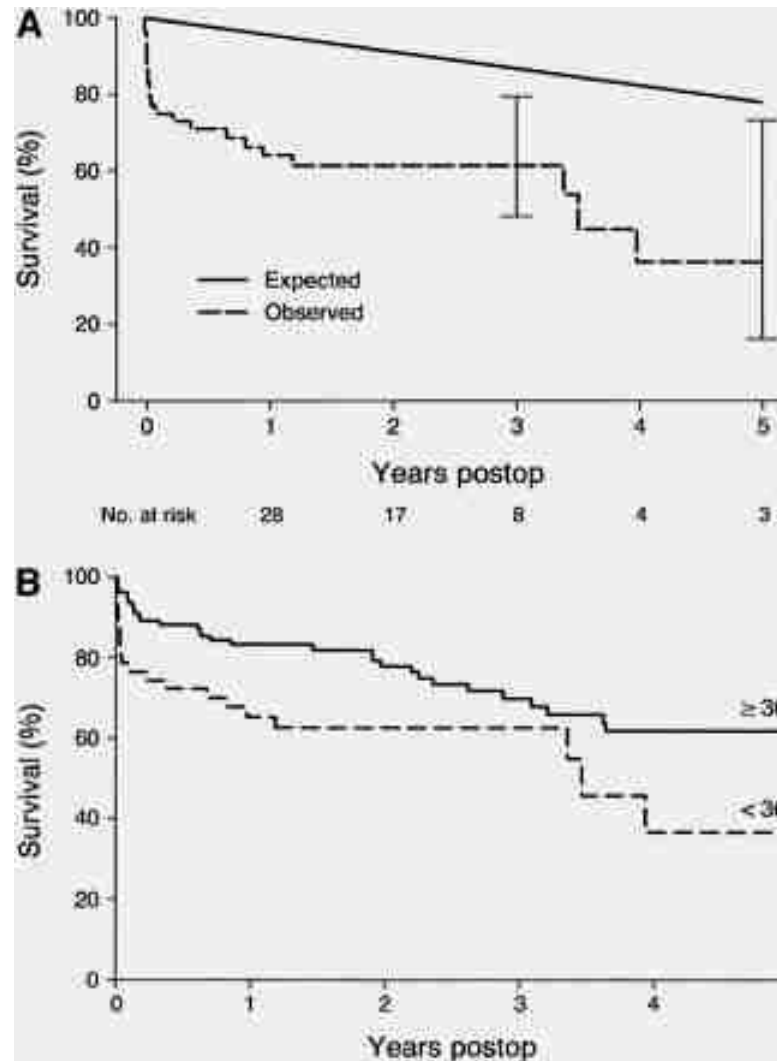 A
100
80
60
40
20
0
Survival (%)
Expected
Observed
0 1 2 3 4 5
Years postop
No. at risk 28 17 8 4 3
B
100
80
60
40
20
0
Survival (%)
≥ 30
< 30
0 1 2 3 4
Years postop